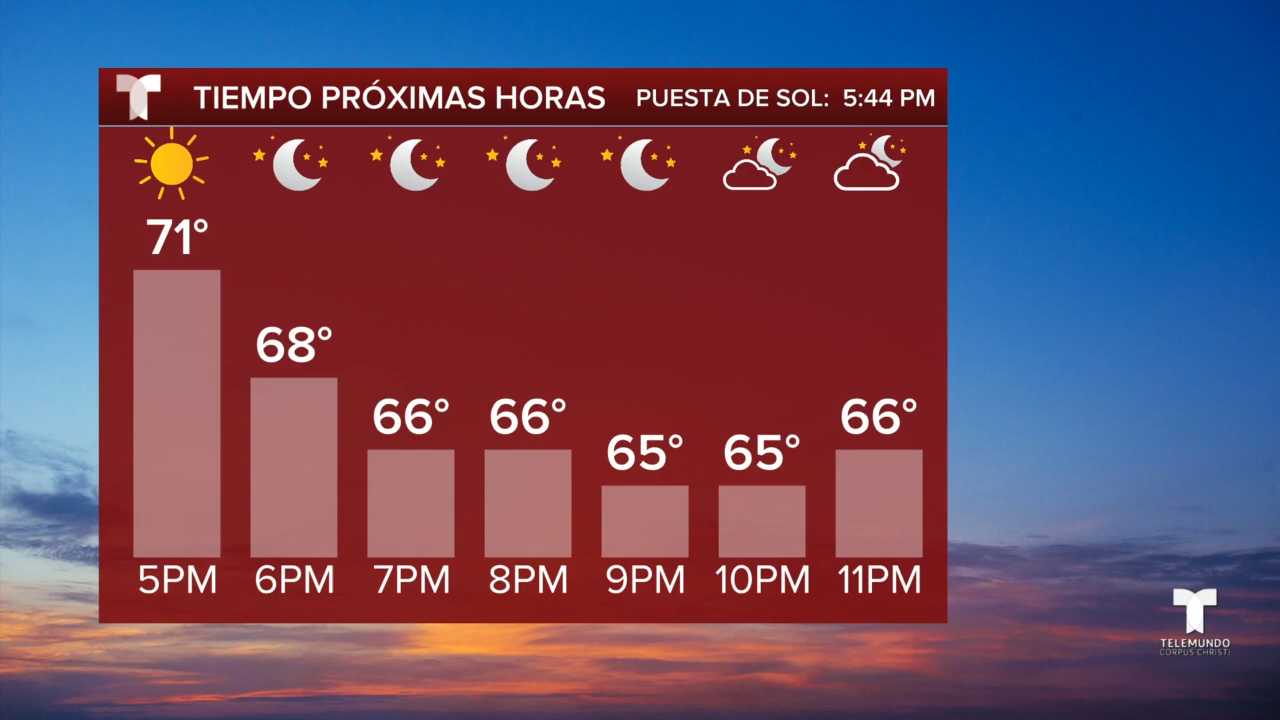 TIEMPO PRÓXIMAS HORAS PUESTA DE SOL: 5:44 PM
71° 68° 66° 66° 65° 65° 66°
5PM 6PM 7PM 8PM 9PM 10PM 11PM
TELEMUNDO
CORPUS CHRISTI